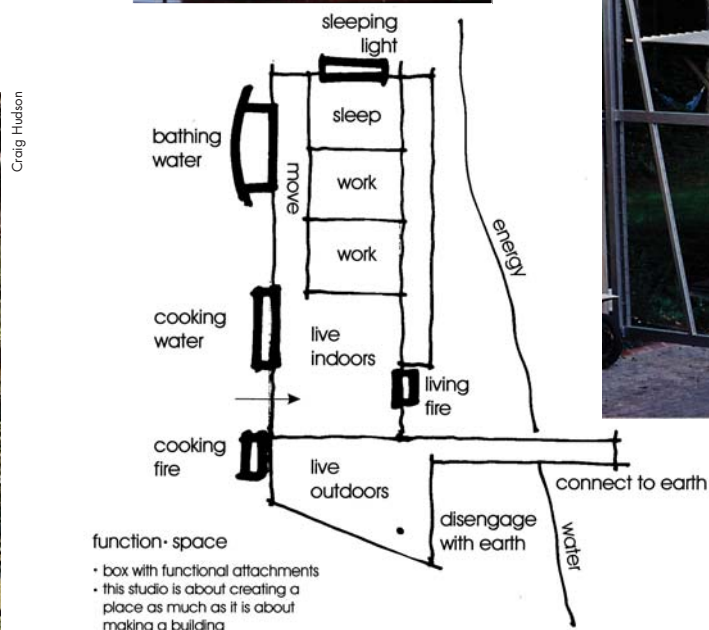 Craig Hudson
sleeping
light
sleep
bathing
water
move
work
work
energy
cooking
water
live
indoors
living
fire
cooking
fire
live
outdoors
connect to earth
disengage
with earth
water
function· space
· box with functional attachments
· this studio is about creating a
place as much as it is about
making a building